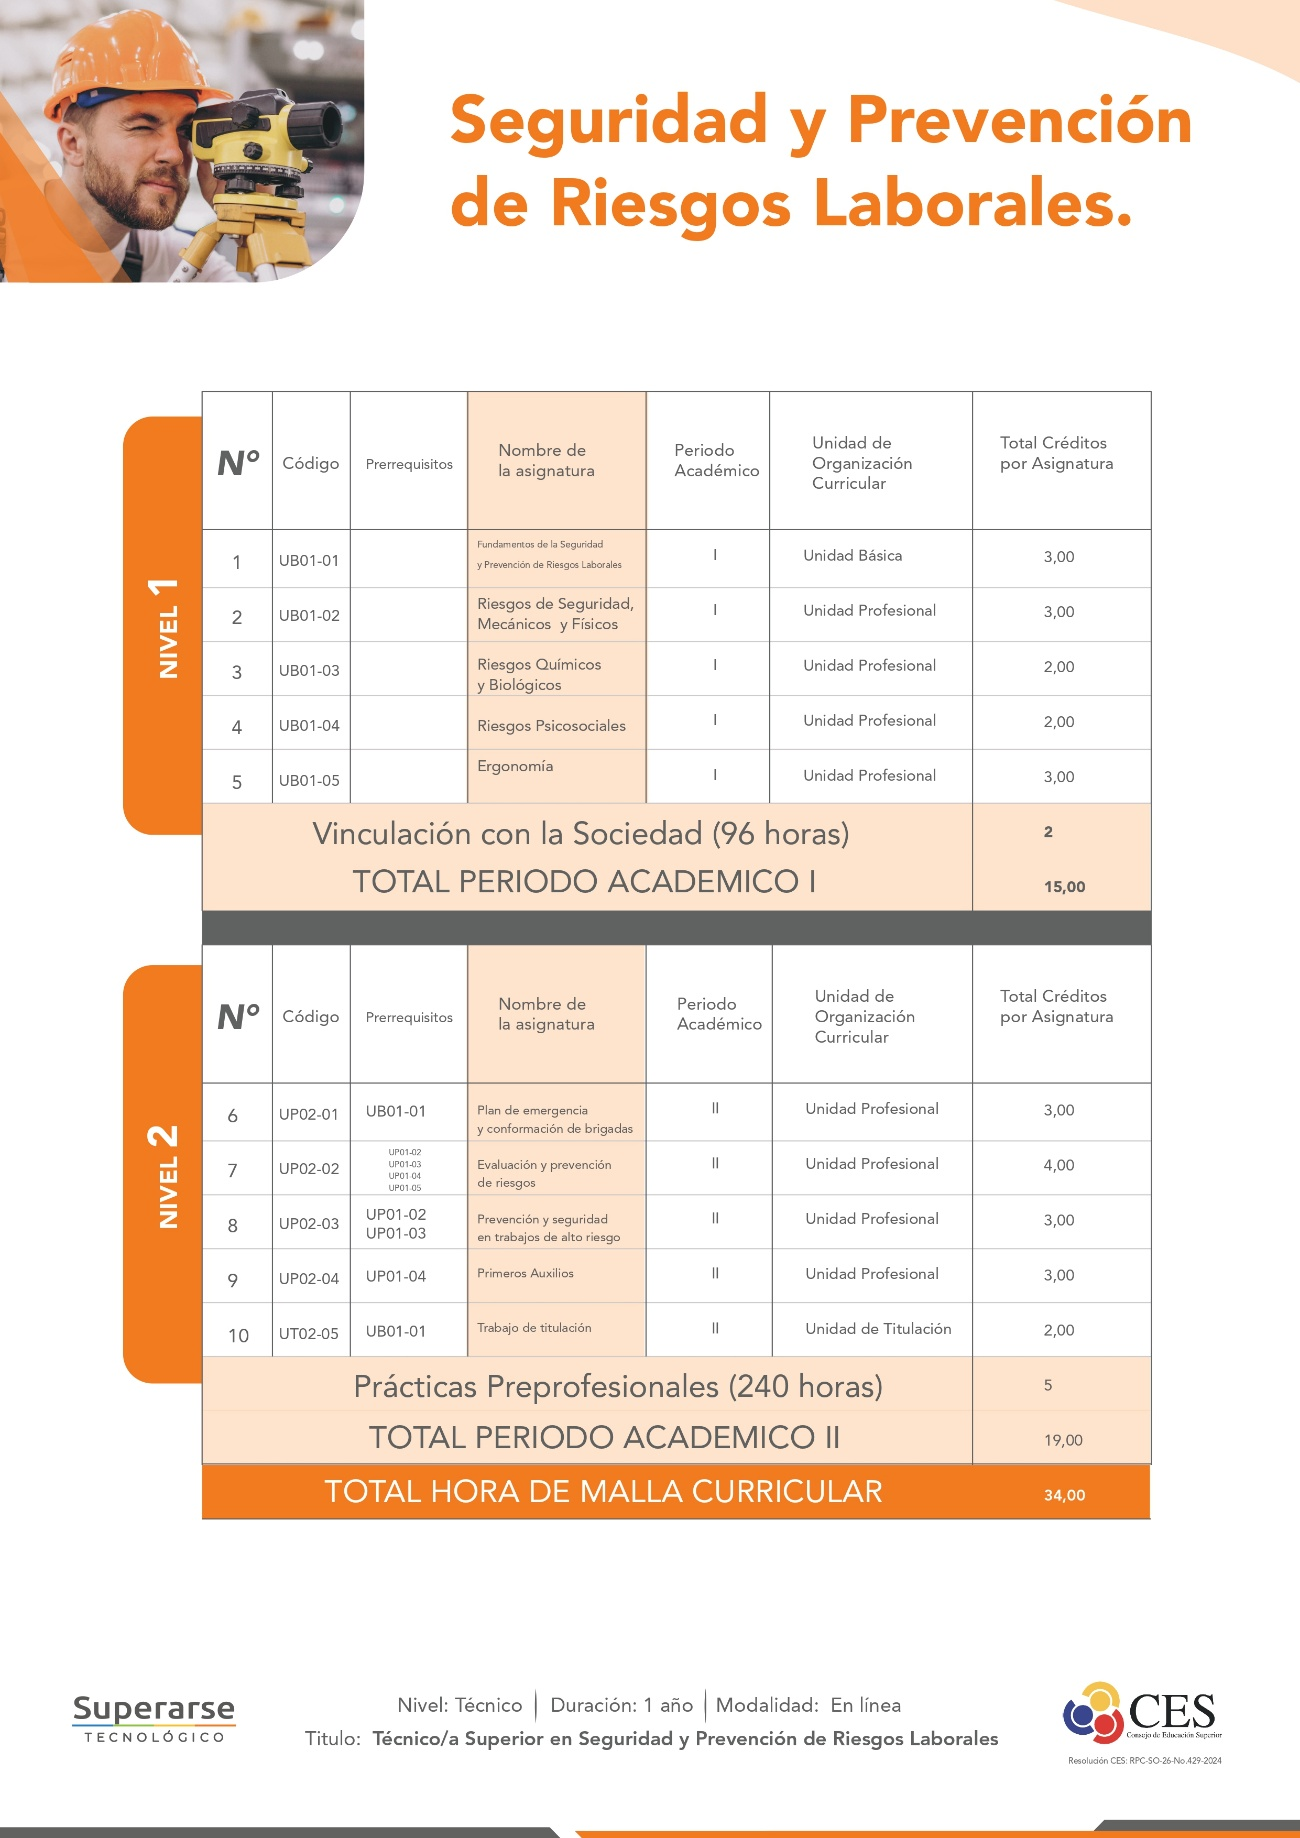 Seguridad y Prevención
de Riesgos Laborales.
NIVEL 1
Nº
Código
Prerrequisitos
Nombre de
la asignatura
Periodo
Académico
Unidad de
Organización
Curricular
Total Créditos
por Asignatura
1 UB01-01 Fundamentos de la Seguridad
y Prevención de Riesgos Laborales I Unidad Básica 3,00
2 UB01-02 Riesgos de Seguridad,
Mecánicos y Físicos I Unidad Profesional 3,00
3 UB01-03 Riesgos Químicos
y Biológicos I Unidad Profesional 2,00
4 UB01-04 Riesgos Psicosociales I Unidad Profesional 2,00
5 UB01-05 Ergonomía I Unidad Profesional 3,00
Vinculación con la Sociedad (96 horas) 2
TOTAL PERIODO ACADEMICO I 15,00
NIVEL 2
Nº
Código
Prerrequisitos
Nombre de
la asignatura
Periodo
Académico
Unidad de
Organización
Curricular
Total Créditos
por Asignatura
6 UP02-01 UB01-01 Plan de emergencia
y conformación de brigadas II Unidad Profesional 3,00
7 UP02-02
UP01-02
UP01-03
UP01-04
UP01-05
Evaluación y prevención
de riesgos II Unidad Profesional 4,00
8 UP02-03
UP01-02
UP01-03
Prevención y seguridad
en trabajos de alto riesgo II Unidad Profesional 3,00
9 UP02-04 UP01-04 Primeros Auxilios II Unidad Profesional 3,00
10 UT02-05 UB01-01 Trabajo de titulación II Unidad de Titulación 2,00
Prácticas Preprofesionales (240 horas) 5
TOTAL PERIODO ACADEMICO II 19,00
TOTAL HORA DE MALLA CURRICULAR 34,00
Superarse
TECNOLÓGICO
Nivel: Técnico | Duración: 1 año | Modalidad: En línea
Titulo: Técnico/a Superior en Seguridad y Prevención de Riesgos Laborales
CES
Consejo de Educación Superior
Resolución CES: RPC-SO-26-No.429-2024